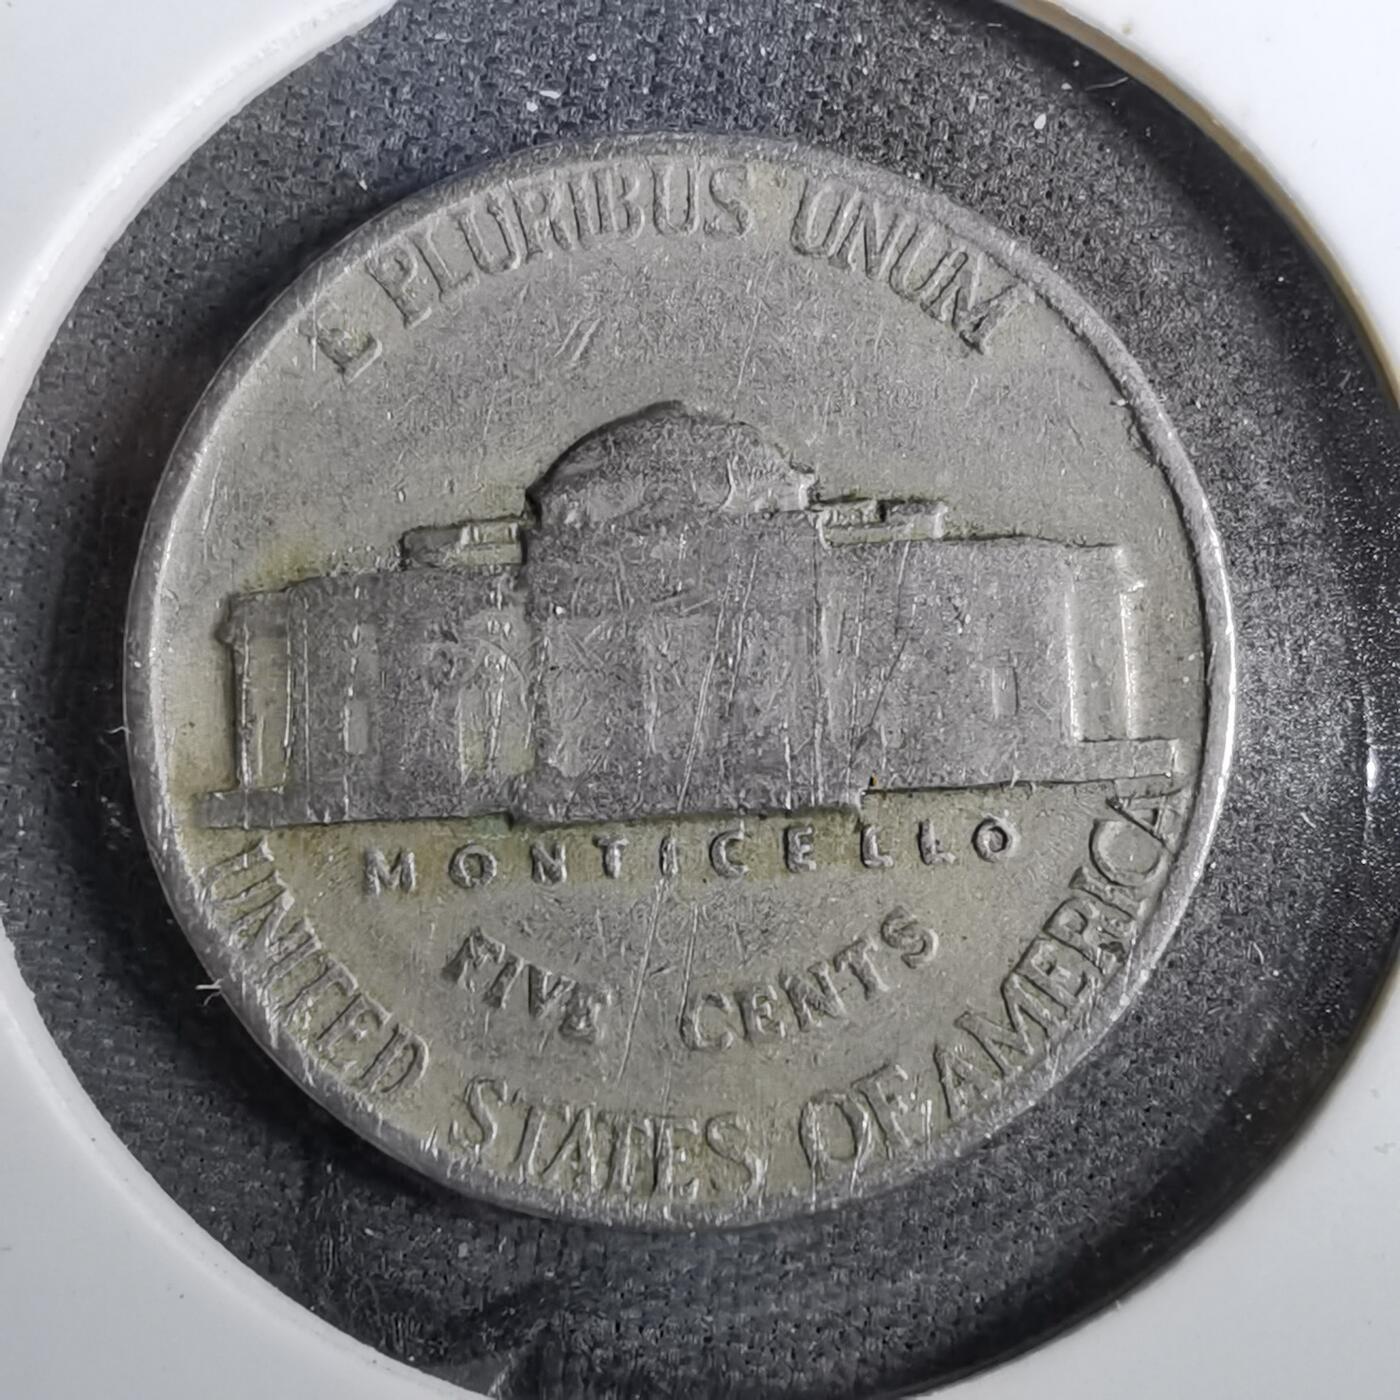 E PLURIBUS UNUM
MONTICELLO
FIVE CENTS
UNITED STATES OF AMERICA